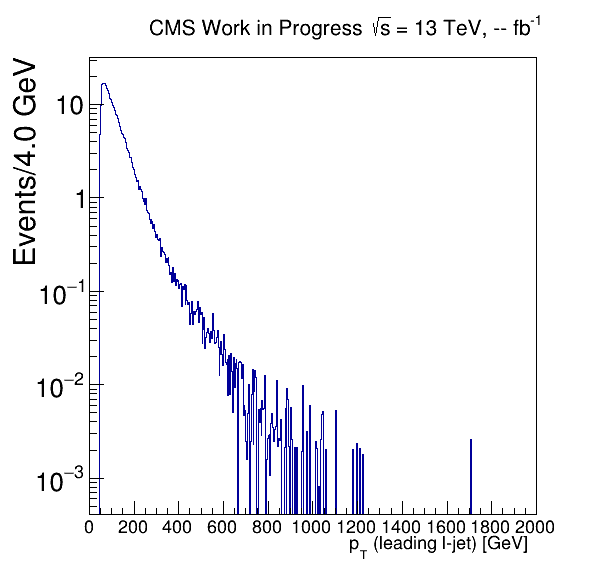 CMS Work in Progress √s = 13 TeV, -- fb⁻¹
Events/4.0 GeV
10
1
10⁻¹
10⁻²
10⁻³
0 200 400 600 800 1000 1200 1400 1600 1800 2000
p_T (leading l-jet) [GeV]